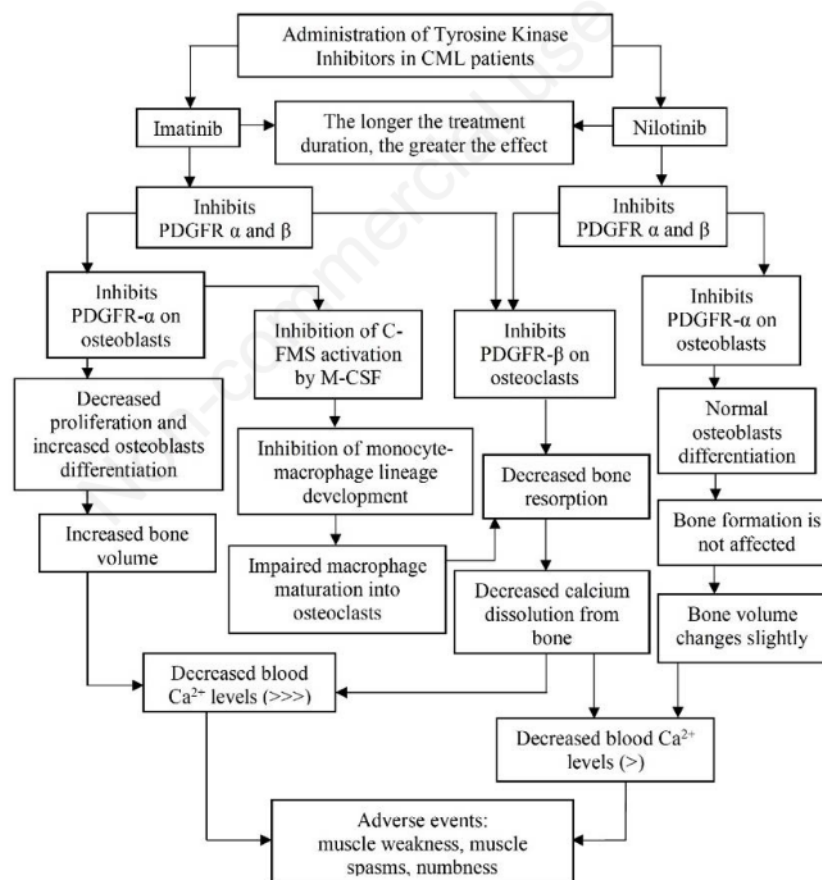 Administration of Tyrosine Kinase
Inhibitors in CML patients
Imatinib
The longer the treatment
duration, the greater the effect
Nilotinib
Inhibits
PDGFR α and β
Inhibits
PDGFR α and β
Inhibits
PDGFR-α on
osteoblasts
Inhibition of C-
FMS activation
by M-CSF
Inhibits
PDGFR-β on
osteoclasts
Inhibits
PDGFR-α on
osteoblasts
Decreased
proliferation and
increased osteoblasts
differentiation
Inhibition of monocyte-
macrophage lineage
development
Decreased bone
resorption
Normal
osteoblasts
differentiation
Increased bone
volume
Impaired macrophage
maturation into
osteoclasts
Decreased calcium
dissolution from
bone
Bone formation is
not affected
Bone volume
changes slightly
Decreased blood
Ca²⁺ levels (>>>)
Decreased blood Ca²⁺
levels (>)
Adverse events:
muscle weakness, muscle
spasms, numbness
Non-commercial use